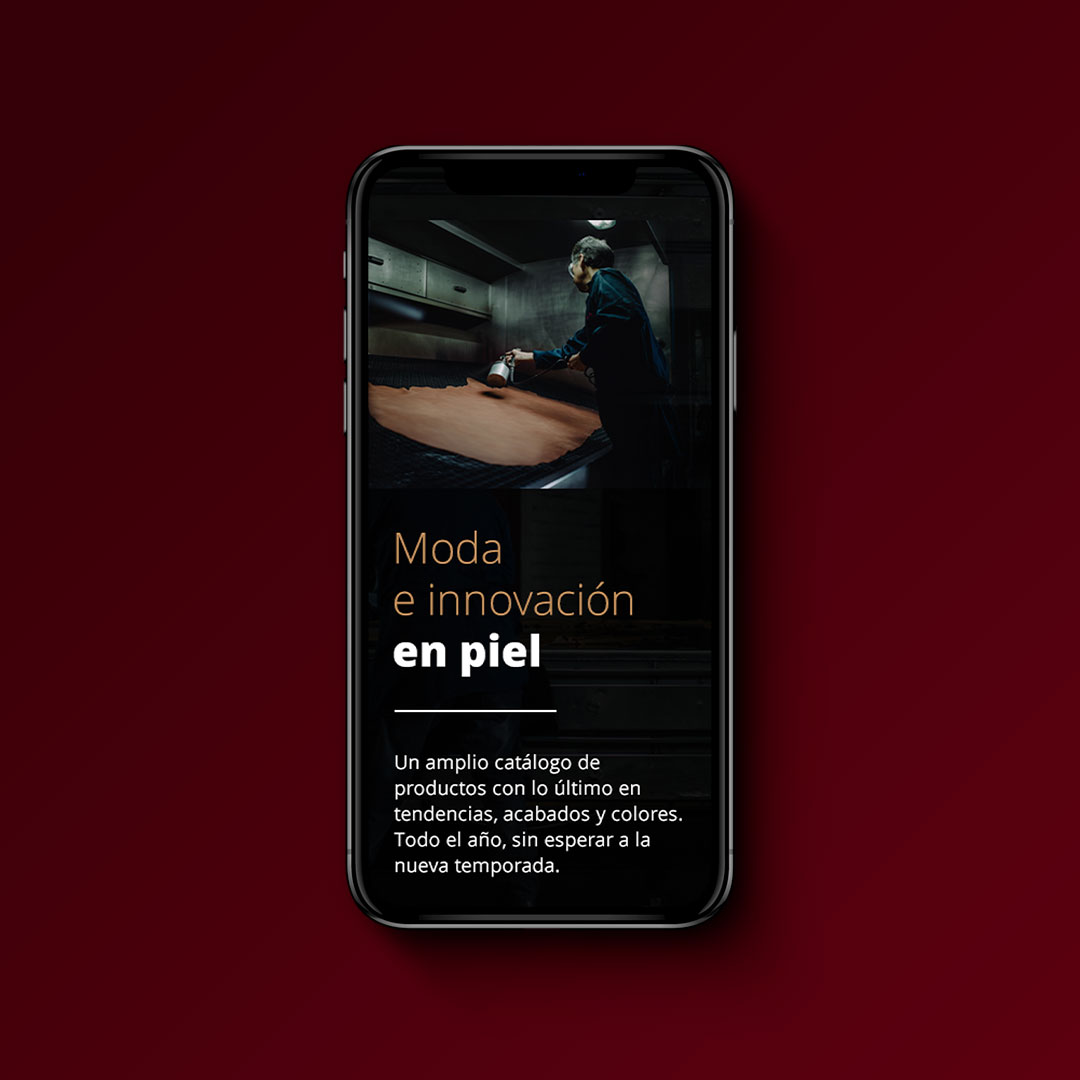 Moda
e innovación
en piel
Un amplio catálogo de
productos con lo último en
tendencias, acabados y colores.
Todo el año, sin esperar a la
nueva temporada.